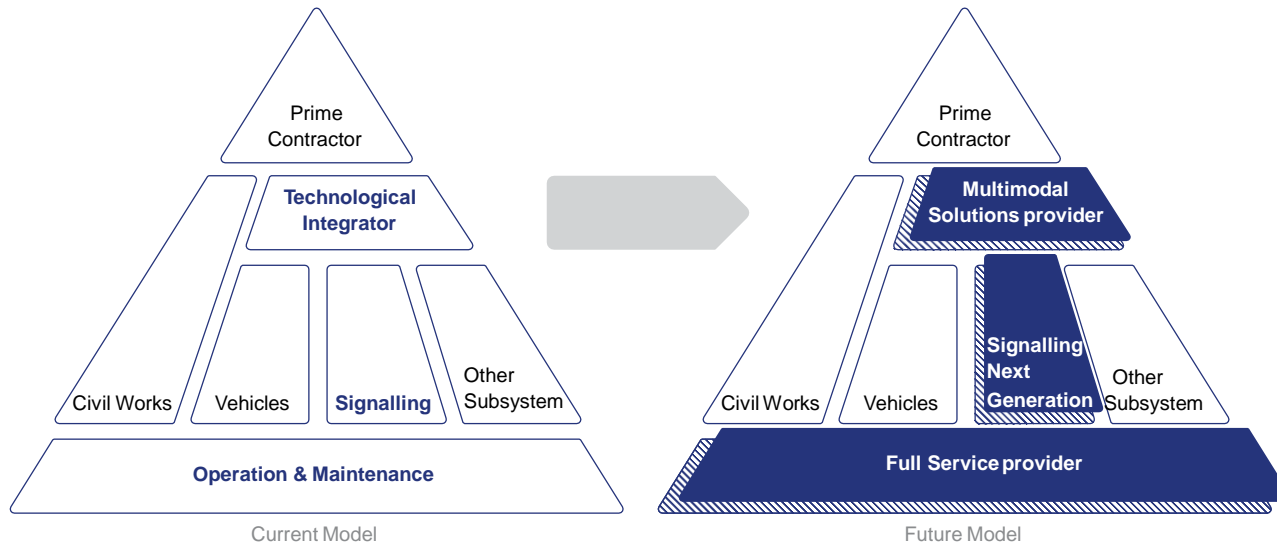 Prime
Contractor
Technological
Integrator
Civil Works
Vehicles
Signalling
Other
Subsystem
Operation & Maintenance
Current Model
Prime
Contractor
Multimodal
Solutions provider
Civil Works
Vehicles
Signalling
Next
Generation
Other
Subsystem
Full Service provider
Future Model